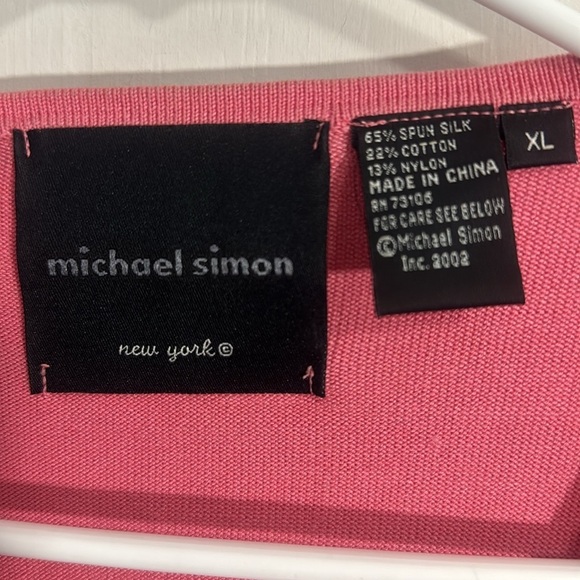 michael simon
new york ©
65% SPUN SILK
22% COTTON
13% NYLON
MADE IN CHINA
RN 73106
FOR CARE SEE BELOW
©Michael Simon
Inc. 2002
XL